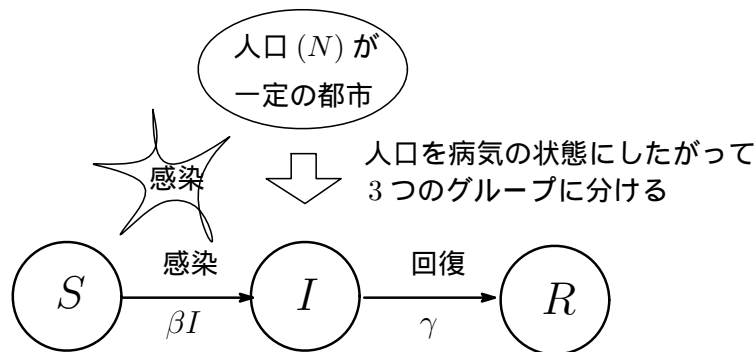 人口 (N) が
一定の都市
人口を病気の状態にしたがって
3 つのグループに分ける
感染
感染
回復
S
I
R
βI
γ